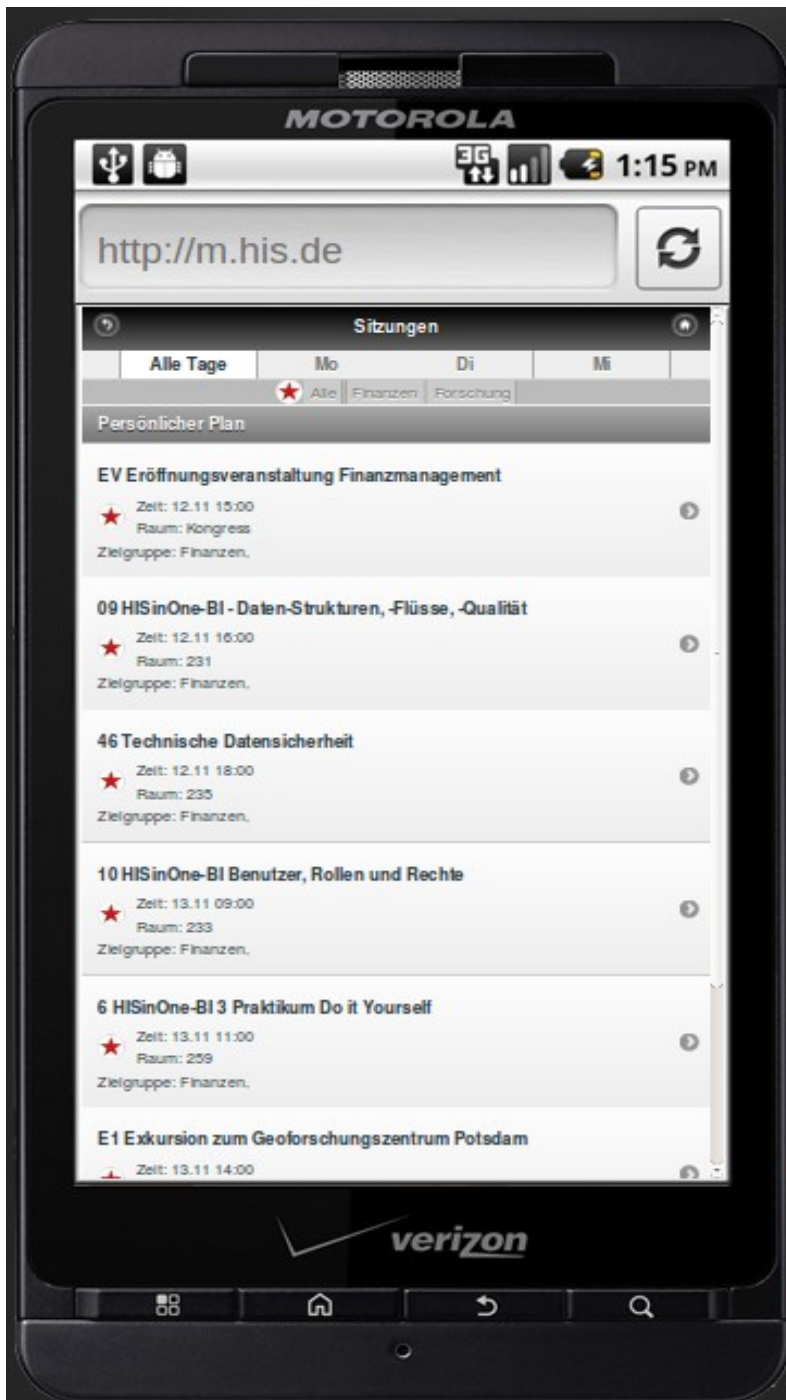 MOTOROLA
3G 1:15 PM
http://m.his.de
Sitzungen
Alle Tage Mo Di Mi
Alle Finanzen Forschung
Persönlicher Plan
EV Eröffnungsveranstaltung Finanzmanagement
Zeit: 12.11 15:00
Raum: Kongress
Zielgruppe: Finanzen,
09 HISinOne-BI - Daten-Strukturen, -Flüsse, -Qualität
Zeit: 12.11 16:00
Raum: 231
Zielgruppe: Finanzen,
46 Technische Datensicherheit
Zeit: 12.11 18:00
Raum: 235
Zielgruppe: Finanzen,
10 HISinOne-BI Benutzer, Rollen und Rechte
Zeit: 13.11 09:00
Raum: 233
Zielgruppe: Finanzen,
6 HISinOne-BI 3 Praktikum Do it Yourself
Zeit: 13.11 11:00
Raum: 259
Zielgruppe: Finanzen,
E1 Exkursion zum Geoforschungszentrum Potsdam
Zeit: 13.11 14:00
verizon